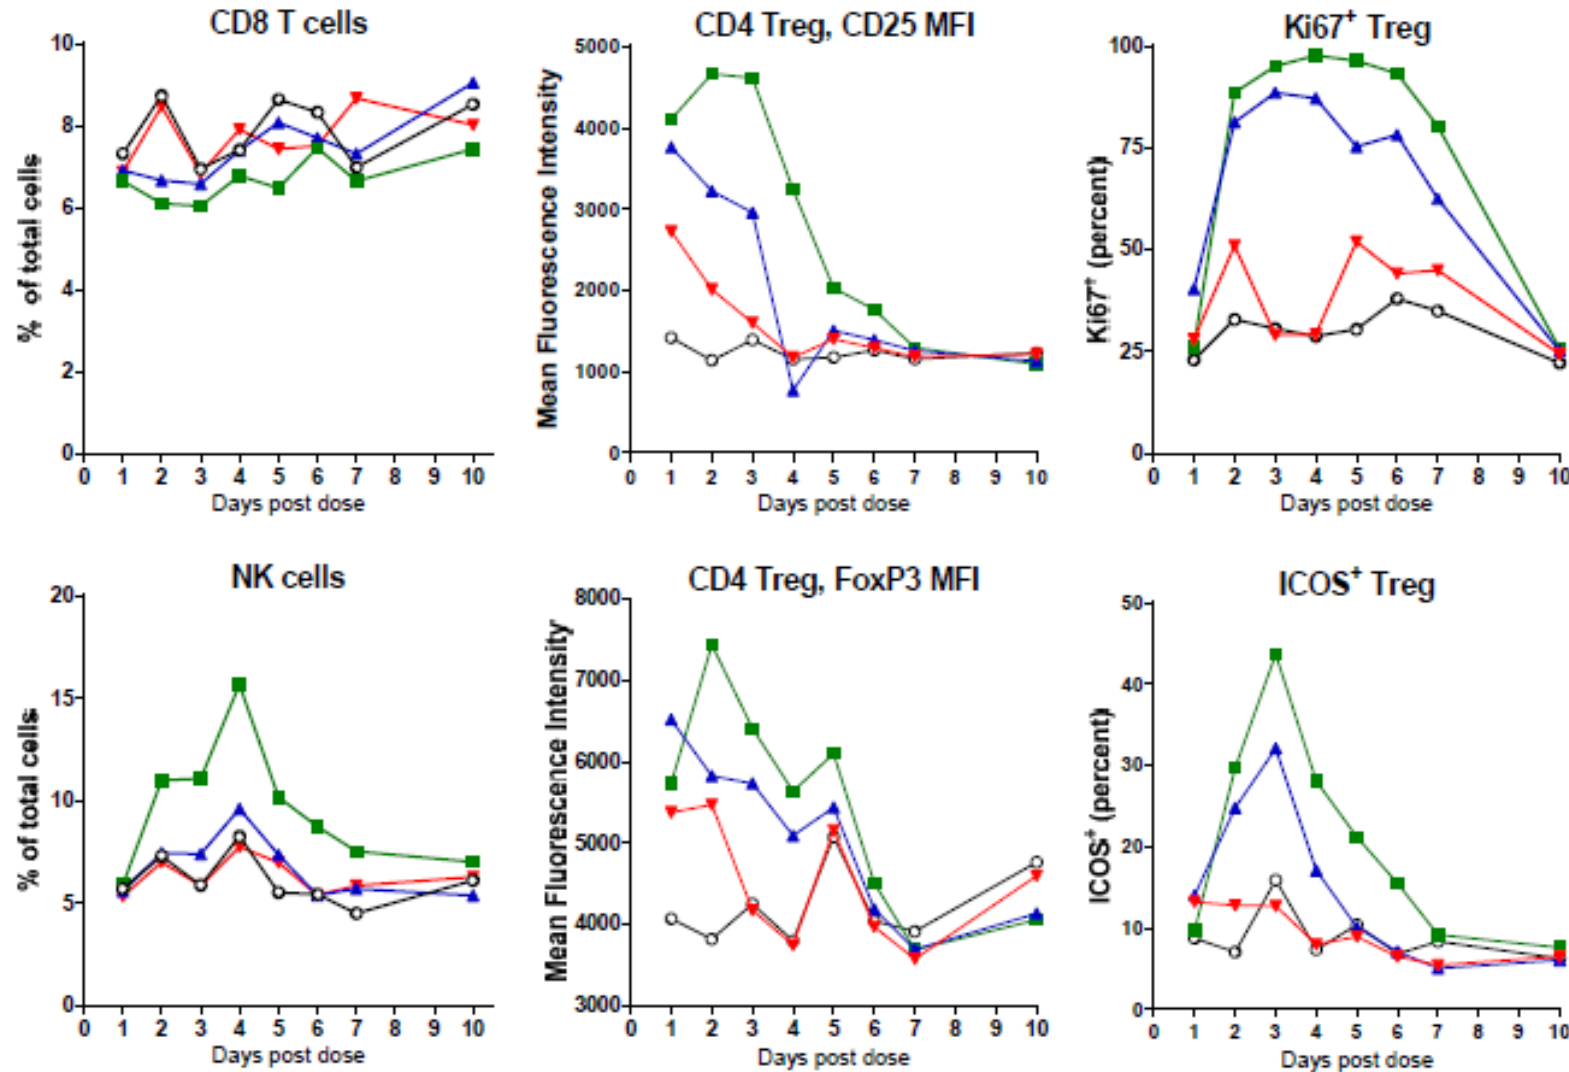 CD8 T cells
% of total cells
10
8
6
4
2
0
0 1 2 3 4 5 6 7 8 9 10
Days post dose
CD4 Treg, CD25 MFI
Mean Fluorescence Intensity
5000
4000
3000
2000
1000
0
0 1 2 3 4 5 6 7 8 9 10
Days post dose
Ki67⁺ Treg
Ki67⁺ (percent)
100
75
50
25
0
0 1 2 3 4 5 6 7 8 9 10
Days post dose
NK cells
% of total cells
20
15
10
5
0
0 1 2 3 4 5 6 7 8 9 10
Days post dose
CD4 Treg, FoxP3 MFI
Mean Fluorescence Intensity
8000
7000
6000
5000
4000
3000
0 1 2 3 4 5 6 7 8 9 10
Days post dose
ICOS⁺ Treg
ICOS⁺ (percent)
50
40
30
20
10
0
0 1 2 3 4 5 6 7 8 9 10
Days post dose